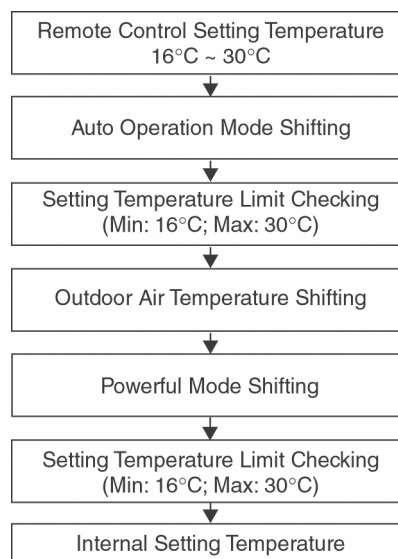 Remote Control Setting Temperature
16°C ~ 30°C
Auto Operation Mode Shifting
Setting Temperature Limit Checking
(Min: 16°C; Max: 30°C)
Outdoor Air Temperature Shifting
Powerful Mode Shifting
Setting Temperature Limit Checking
(Min: 16°C; Max: 30°C)
Internal Setting Temperature